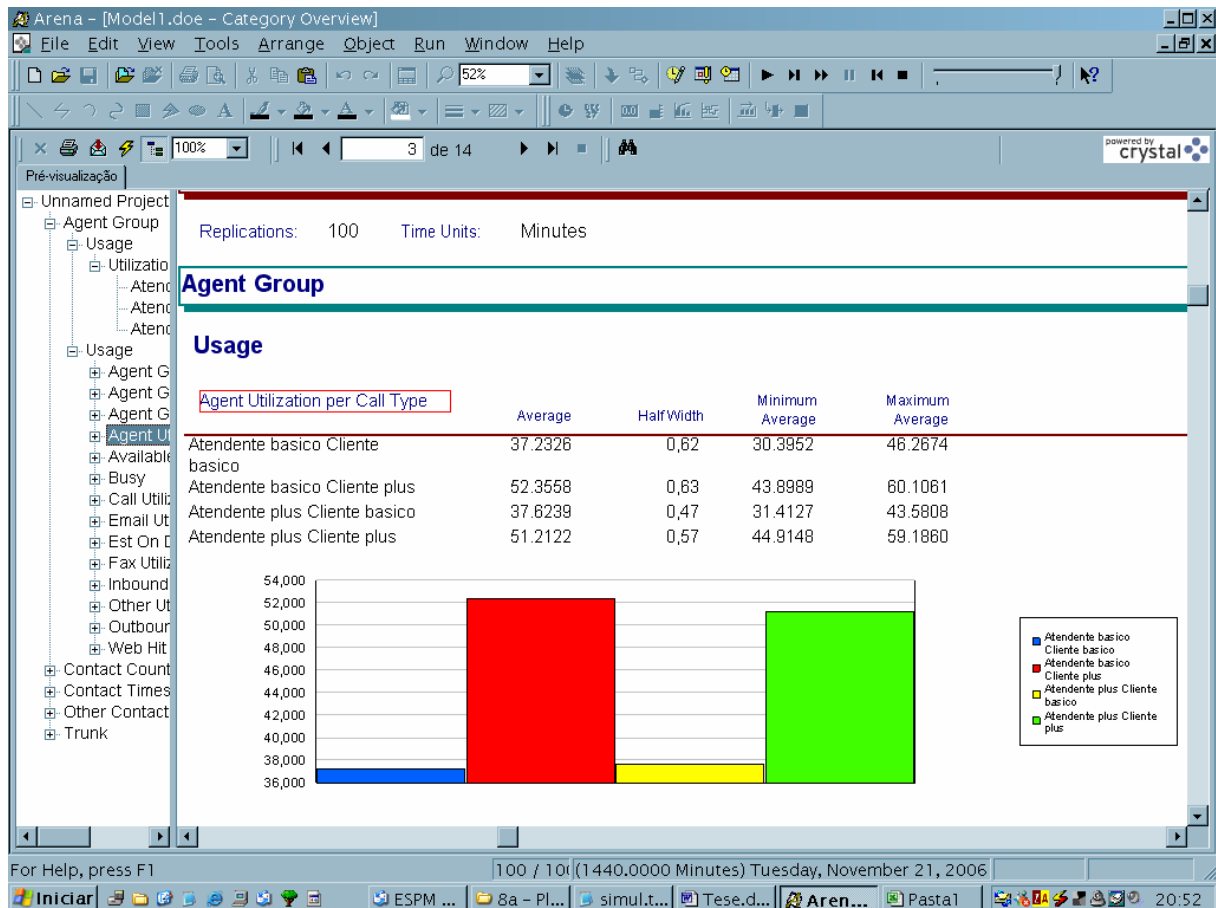 Arena - [Model1.doe - Category Overview]
File Edit View Tools Arrange Object Run Window Help
52%
100% 3 de 14
powered by crystal
Pré-visualização
Unnamed Project
Agent Group
Usage
Utilizatio
Atend
Atend
Atend
Usage
Agent G
Agent G
Agent G
Agent Ut
Available
Busy
Call Utiliz
Email Ut
Est On D
Fax Utiliz
Inbound
Other Ut
Outbour
Web Hit
Contact Count
Contact Times
Other Contact
Trunk
Replications: 100 Time Units: Minutes
Agent Group
Usage
Agent Utilization per Call Type Average Half Width Minimum Average Maximum Average
Atendente basico Cliente basico 37.2326 0,62 30.3952 46.2674
Atendente basico Cliente plus 52.3558 0,63 43.8989 60.1061
Atendente plus Cliente basico 37.6239 0,47 31.4127 43.5808
Atendente plus Cliente plus 51.2122 0,57 44.9148 59.1860
54,000
52,000
50,000
48,000
46,000
44,000
42,000
40,000
38,000
36,000
Atendente basico
Cliente basico
Atendente basico
Cliente plus
Atendente plus Cliente
basico
Atendente plus Cliente
plus
For Help, press F1 100 / 10( (1440.0000 Minutes) Tuesday, November 21, 2006
Iniciar ESPM ... 8a - Pl... simul.t... Tese.d... Aren... Pasta1 20:52